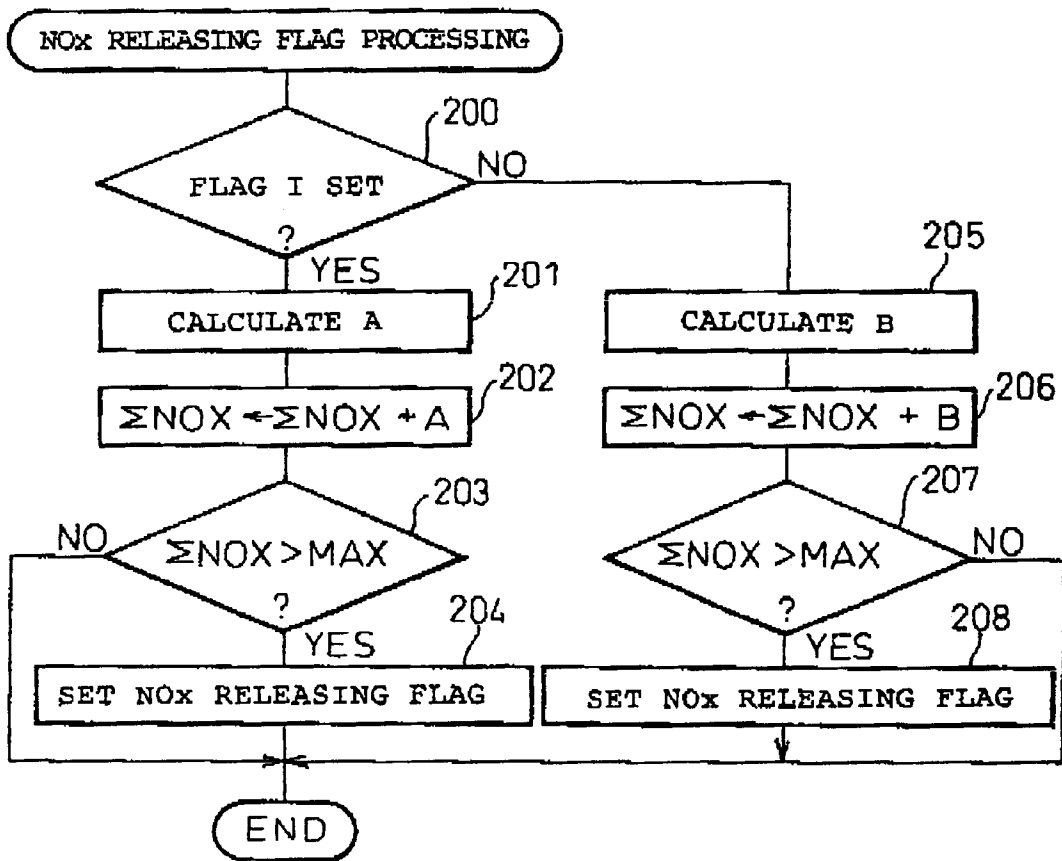 NOx RELEASING FLAG PROCESSING
200
FLAG I SET
?
NO
YES
201
CALCULATE A
202
ΣNOX ← ΣNOX + A
203
ΣNOX > MAX
?
NO
YES
204
SET NOx RELEASING FLAG
205
CALCULATE B
206
ΣNOX ← ΣNOX + B
207
ΣNOX > MAX
?
NO
YES
208
SET NOx RELEASING FLAG
END